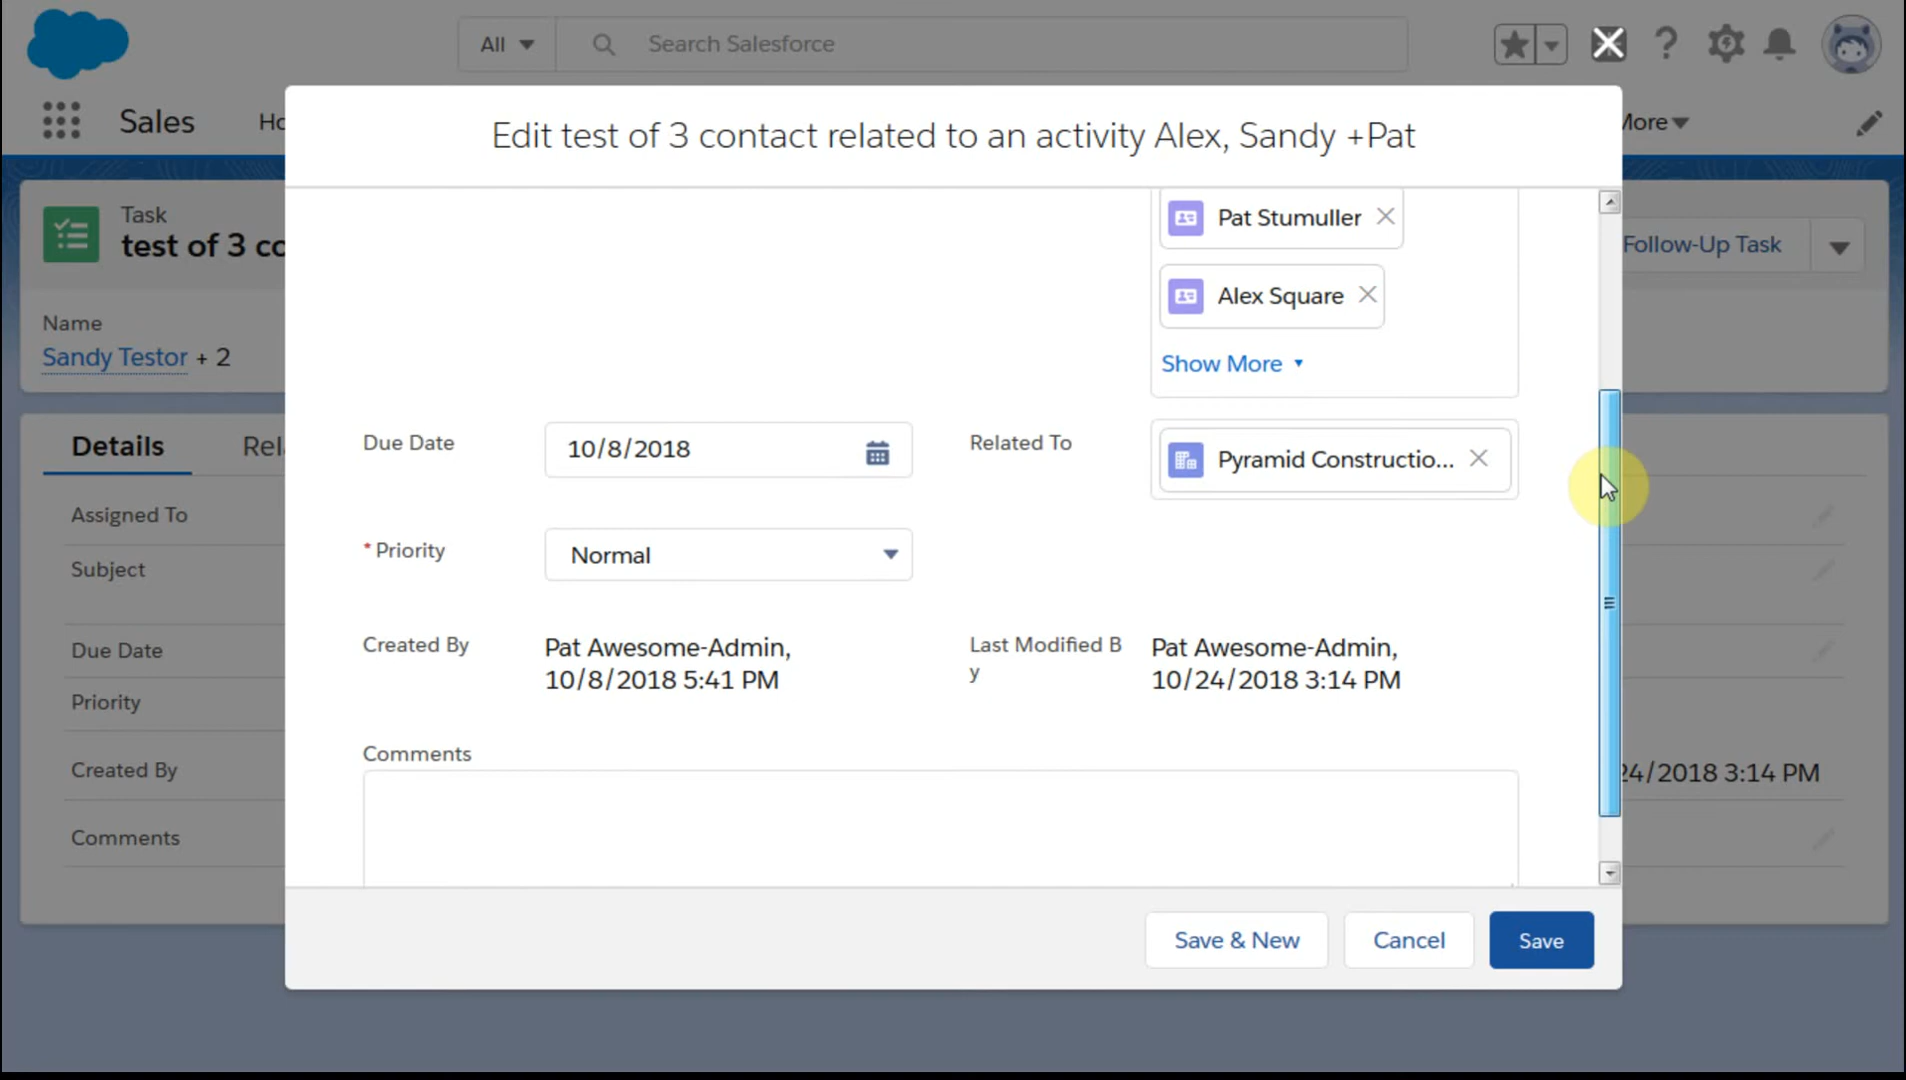 All
Search Salesforce
Sales
Ho
More
Edit test of 3 contact related to an activity Alex, Sandy +Pat
Task
test of 3 co
Follow-Up Task
Name
Sandy Testor + 2
Pat Stumuller
Alex Square
Show More
Details
Rel
Due Date
10/8/2018
Related To
Pyramid Constructio...
Assigned To
Subject
* Priority
Normal
Due Date
Created By
Pat Awesome-Admin,
10/8/2018 5:41 PM
Last Modified B
y
Pat Awesome-Admin,
10/24/2018 3:14 PM
Priority
Comments
Created By
24/2018 3:14 PM
Comments
Save & New
Cancel
Save